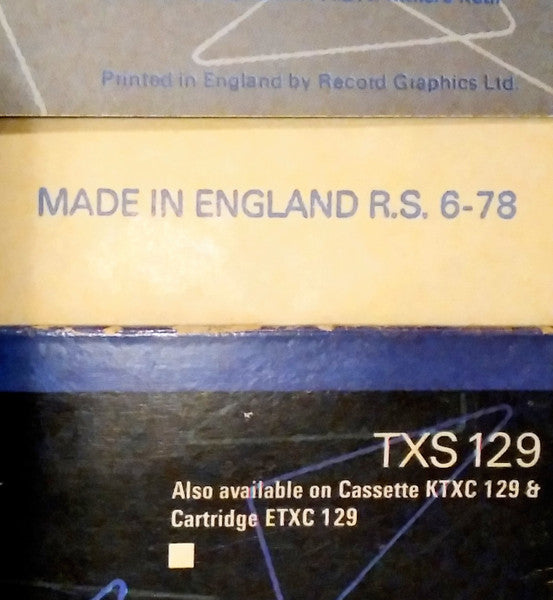 Printed in England by Record Graphics Ltd.
MADE IN ENGLAND R.S. 6-78
TXS 129
Also available on Cassette KTXC 129 &
Cartridge ETXC 129